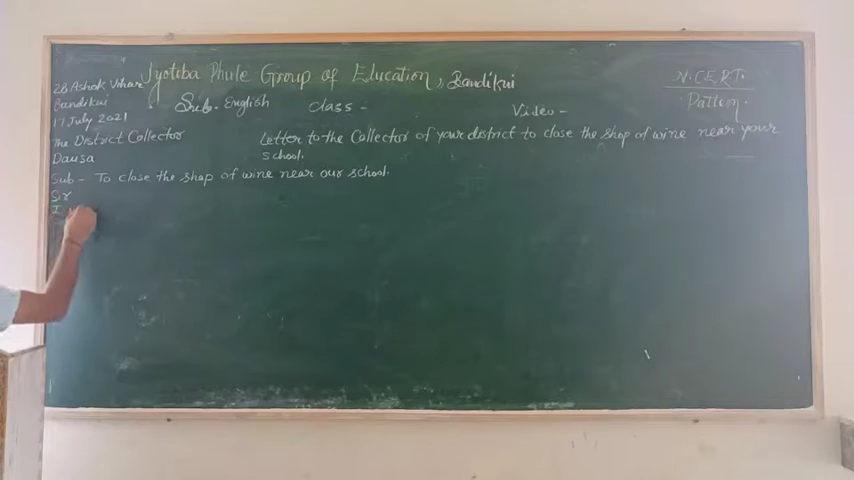 Jyotiba Phule Group of Education, Bandikui
N.C.E.R.T.
Pattern.
Sub. English
Class -
Video -
28 Ashok Vihar
Bandikui
17 July 2021
The District Collector
Dausa
Letter to the Collector of your district to close the shop of wine near your
school.
Sub - To close the shop of wine near our school.
Sir
I